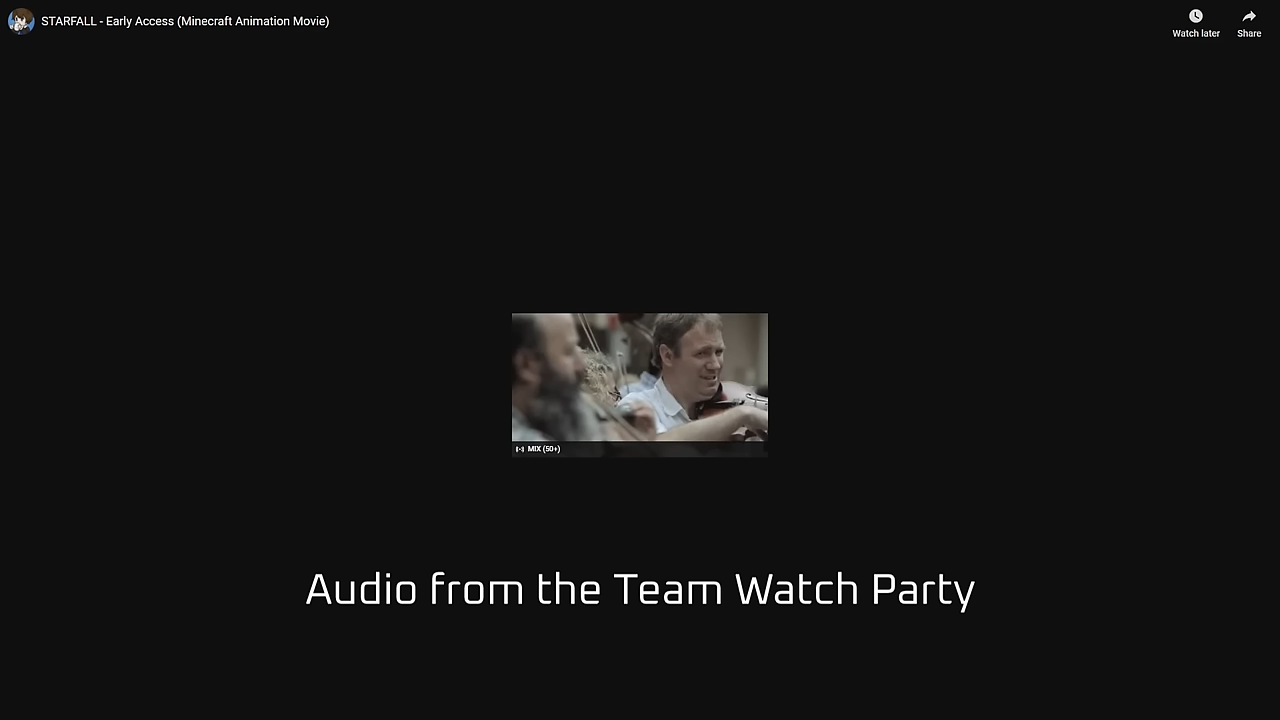 STARFALL - Early Access (Minecraft Animation Movie)
Watch later
Share
MIX (50+)
Audio from the Team Watch Party